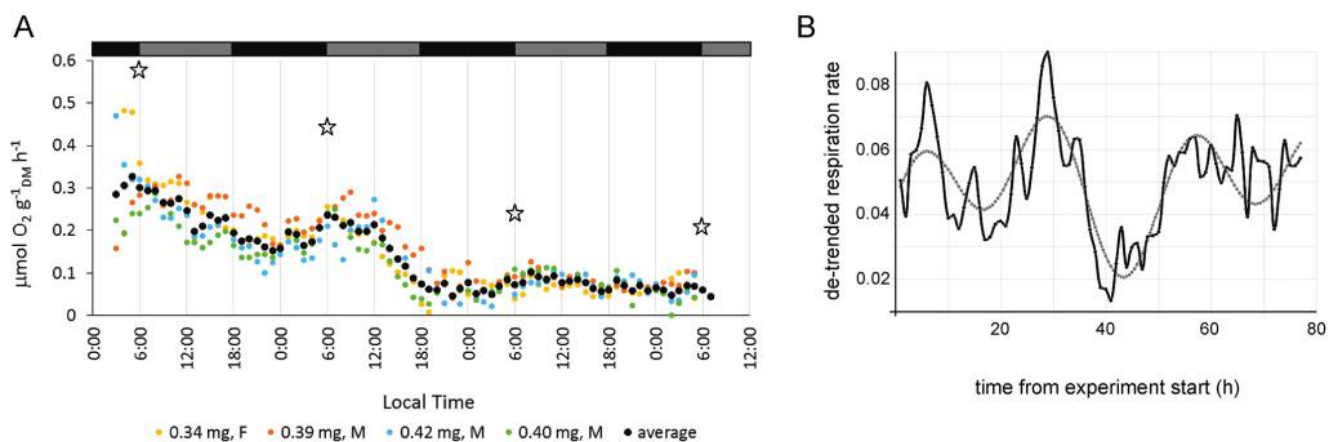 A
0.6
0.5
0.4
0.3
0.2
0.1
0
μmol O₂ g⁻¹DM h⁻¹
0:00 6:00 12:00 18:00 0:00 6:00 12:00 18:00 0:00 6:00 12:00 18:00 0:00 6:00 12:00
Local Time
0.34 mg, F 0.39 mg, M 0.42 mg, M 0.40 mg, M average
B
0.08
0.06
0.04
0.02
de-trended respiration rate
20 40 60 80
time from experiment start (h)